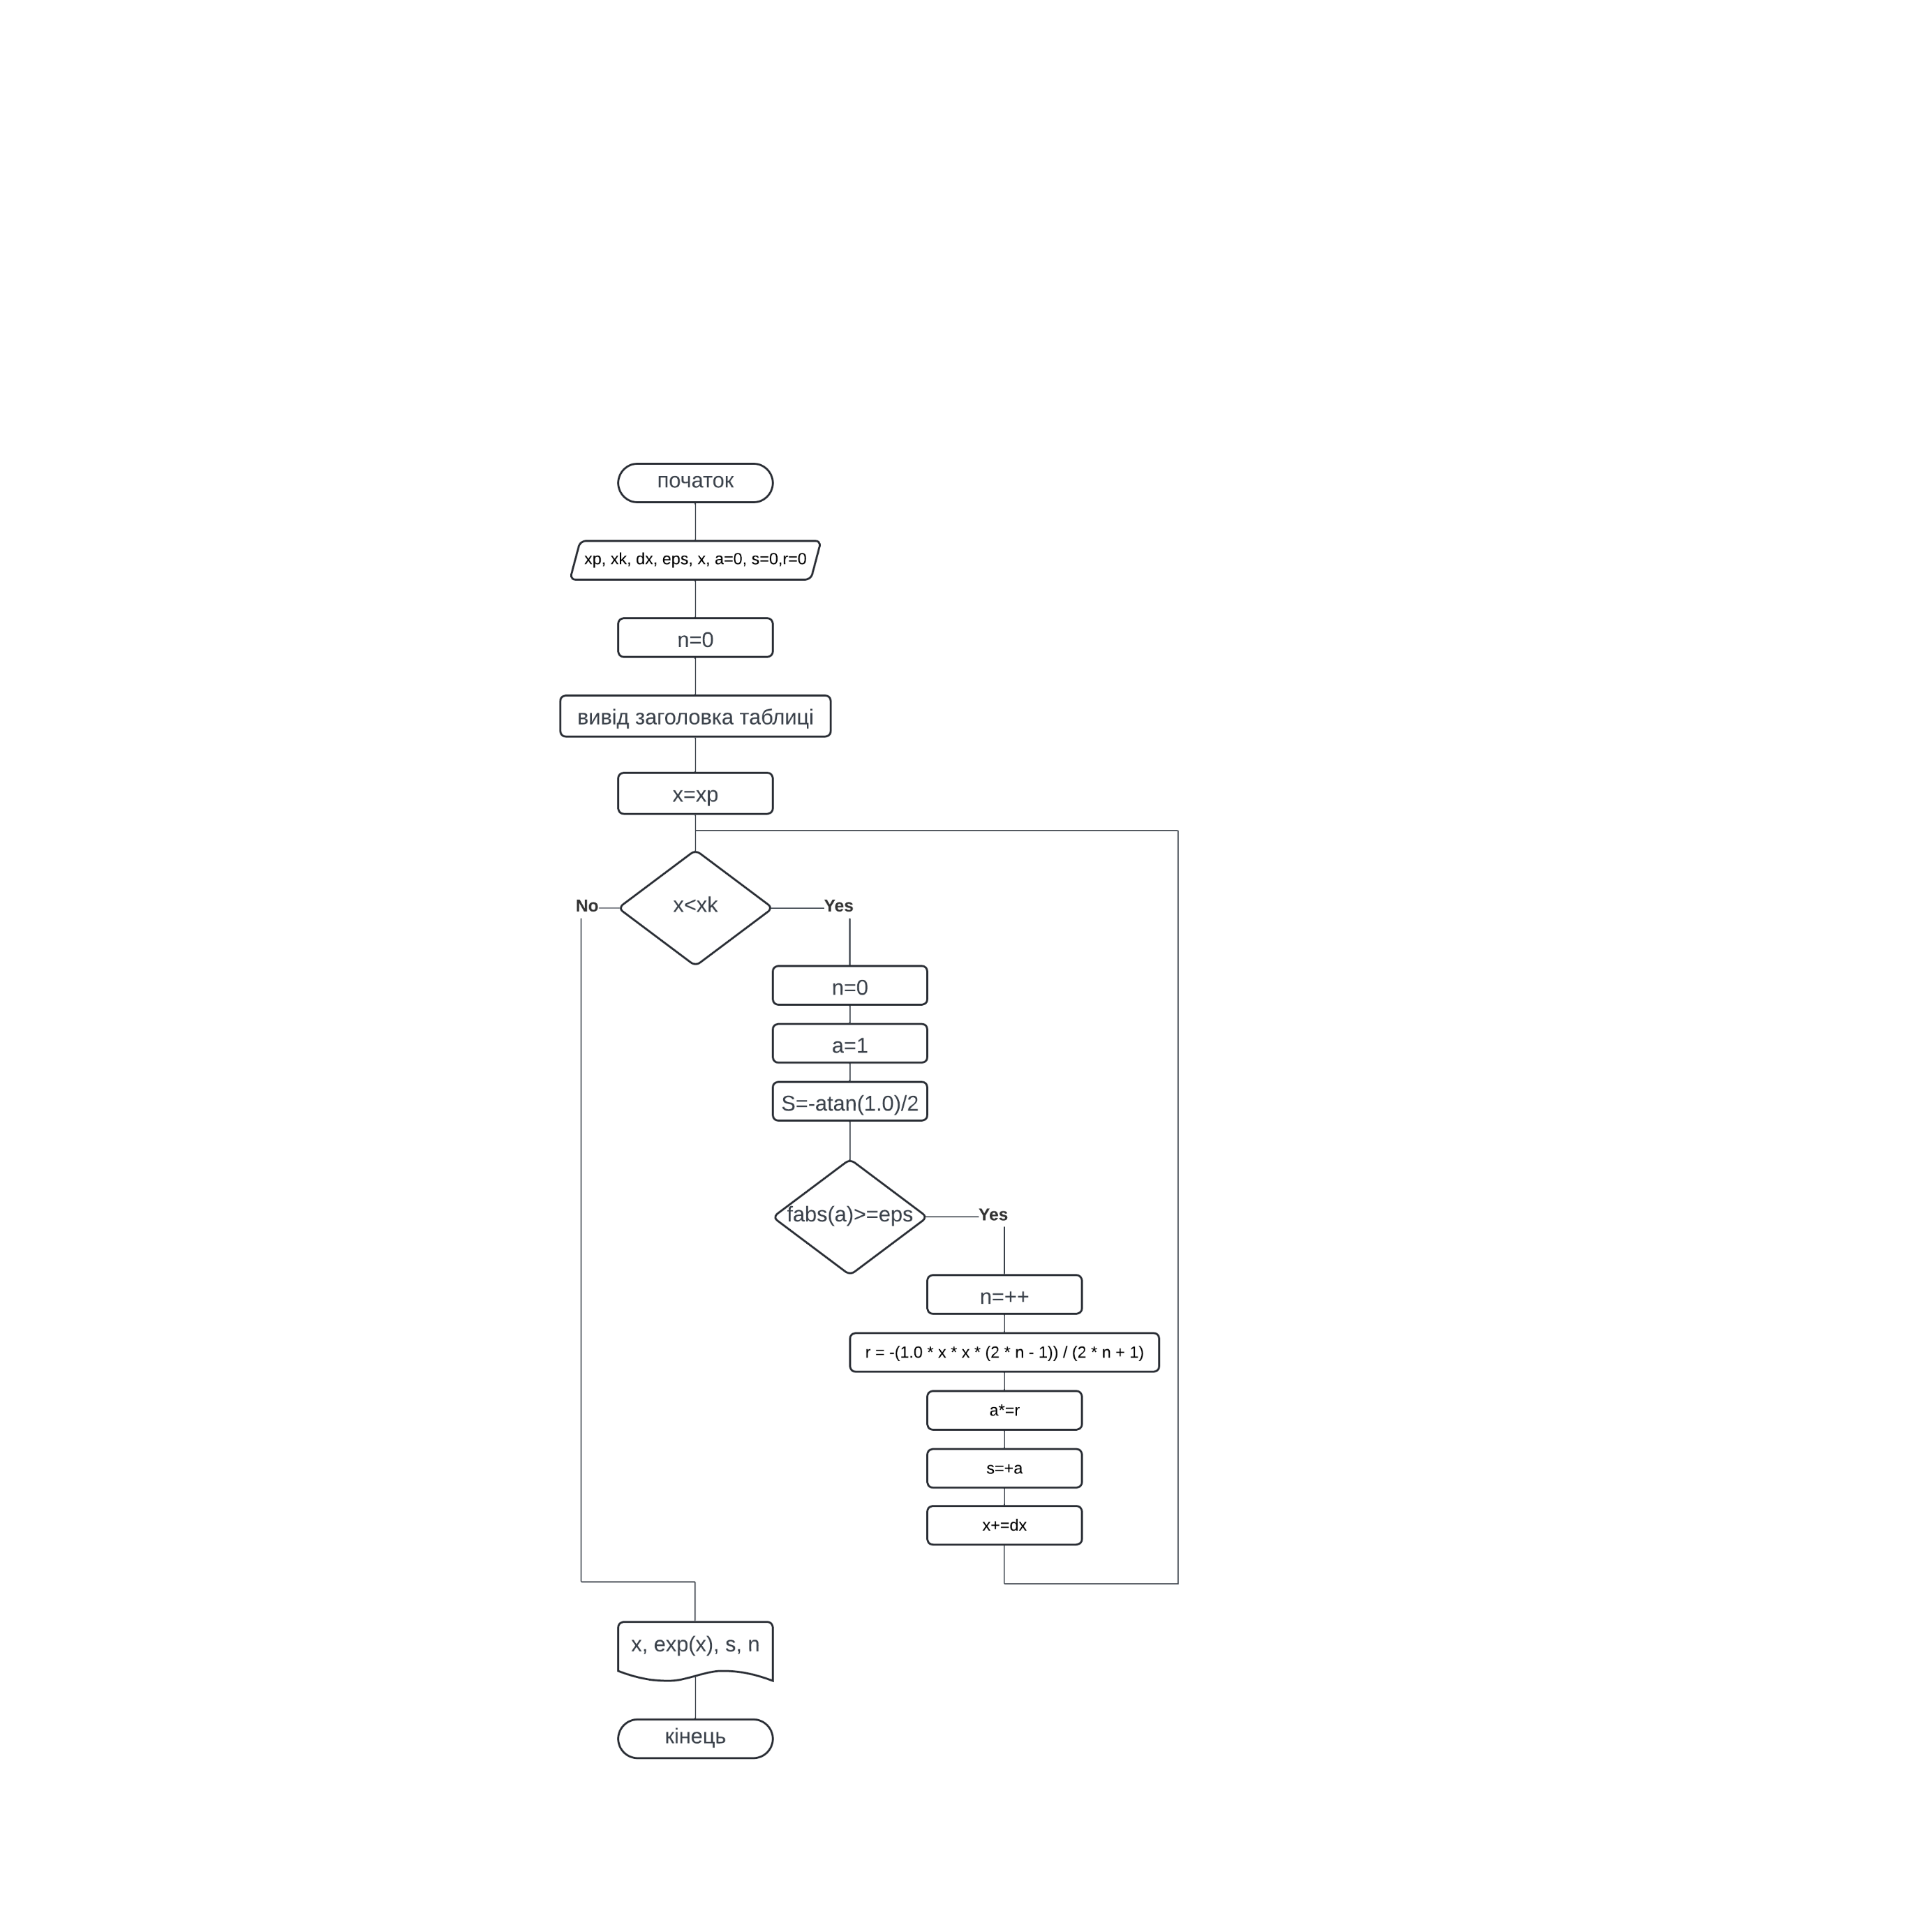 початок
xp, xk, dx, eps, x, a=0, s=0,r=0
n=0
вивід заголовка таблиці
x=xp
x<xk
No
Yes
n=0
a=1
S=-atan(1.0)/2
fabs(a)>=eps
Yes
n=++
r = -(1.0 * x * x * (2 * n - 1)) / (2 * n + 1)
a*=r
s=+a
x+=dx
x, exp(x), s, n
кінець